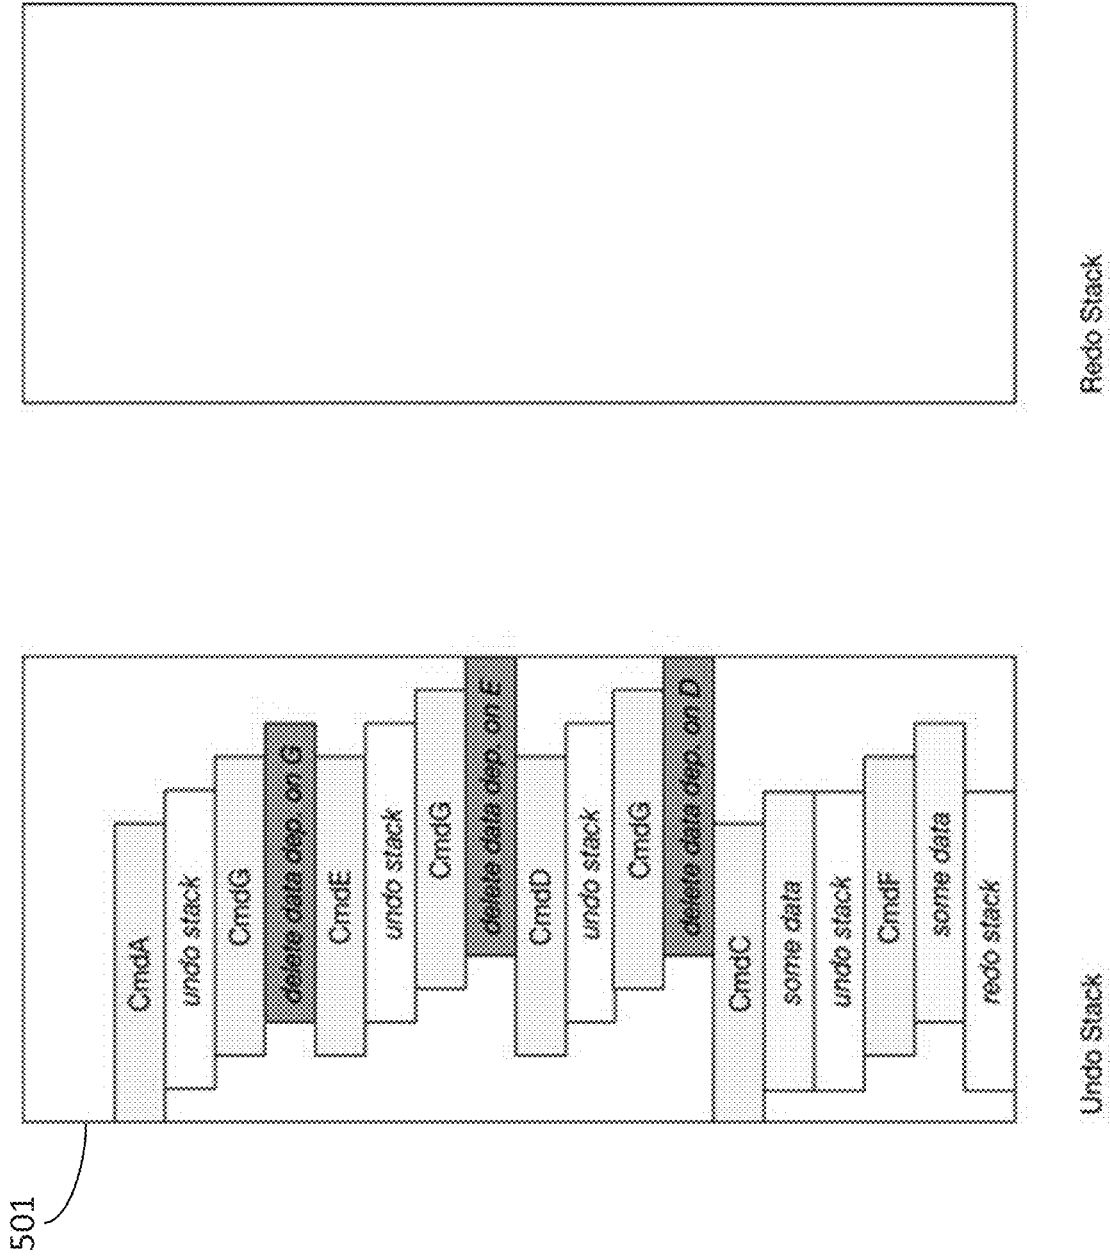 501
CmdA
undo stack
CmdG
delete data dep. on G
CmdE
undo stack
CmdG
delete data dep. on E
CmdD
undo stack
CmdG
delete data dep. on D
CmdC
some data
undo stack
CmdF
some data
redo stack
Undo Stack
Redo Stack